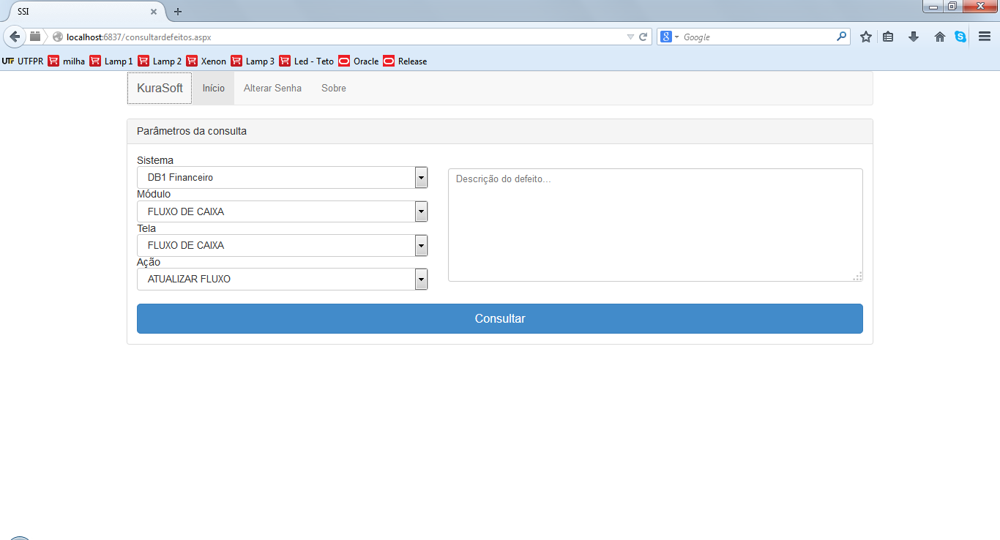 SSI
localhost:6837/consultardefeitos.aspx
8 Google
UTF UTFPR milha Lamp 1 Lamp 2 Xenon Lamp 3 Led - Teto Oracle Release
KuraSoft Início Alterar Senha Sobre
Parâmetros da consulta
Sistema
DB1 Financeiro
Descrição do defeito...
Módulo
FLUXO DE CAIXA
Tela
FLUXO DE CAIXA
Ação
ATUALIZAR FLUXO
Consultar